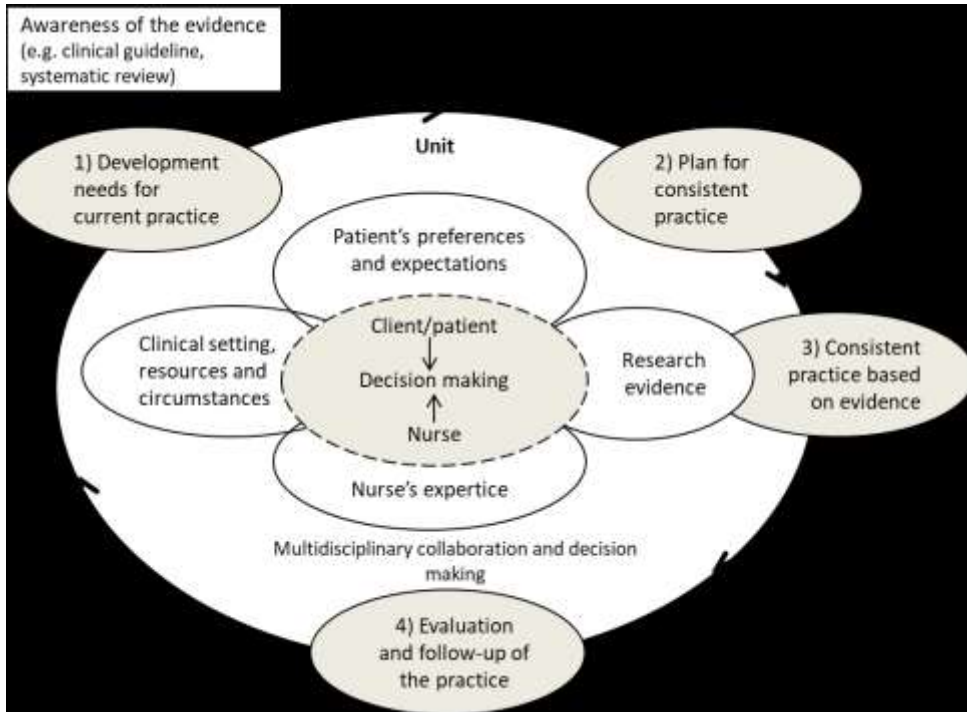 Awareness of the evidence
(e.g. clinical guideline,
systematic review)
Unit
1) Development
needs for
current practice
2) Plan for
consistent
practice
Patient's preferences
and expectations
Clinical setting,
resources and
circumstances
Client/patient
Decision making
Nurse
Research
evidence
3) Consistent
practice based
on evidence
Nurse's expertice
Multidisciplinary collaboration and decision
making
4) Evaluation
and follow-up of
the practice